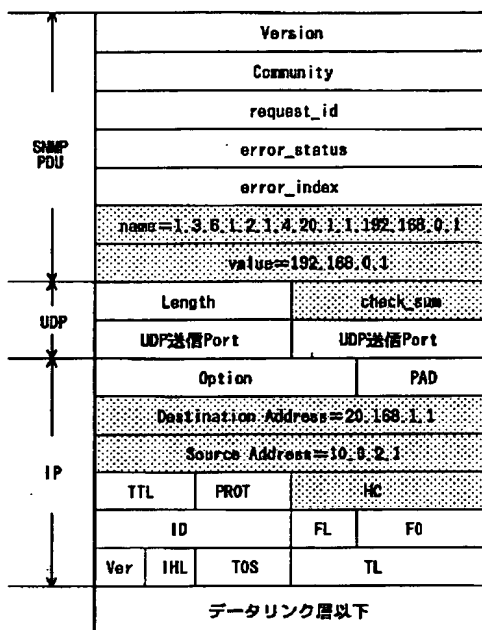 Version
Community
request_id
SNMP
PDU
error_status
error_index
name=1.3.6.1.2.1.4.20.1.1.192.168.0.1
value=192.168.0.1
UDP
Length
check_sum
UDP送信Port
UDP送信Port
IP
Option
PAD
Destination Address=20.168.1.1
Source Address=10.0.2.1
TTL
PROT
HC
ID
FL
FO
Ver
IHL
TOS
TL
データリンク層以下